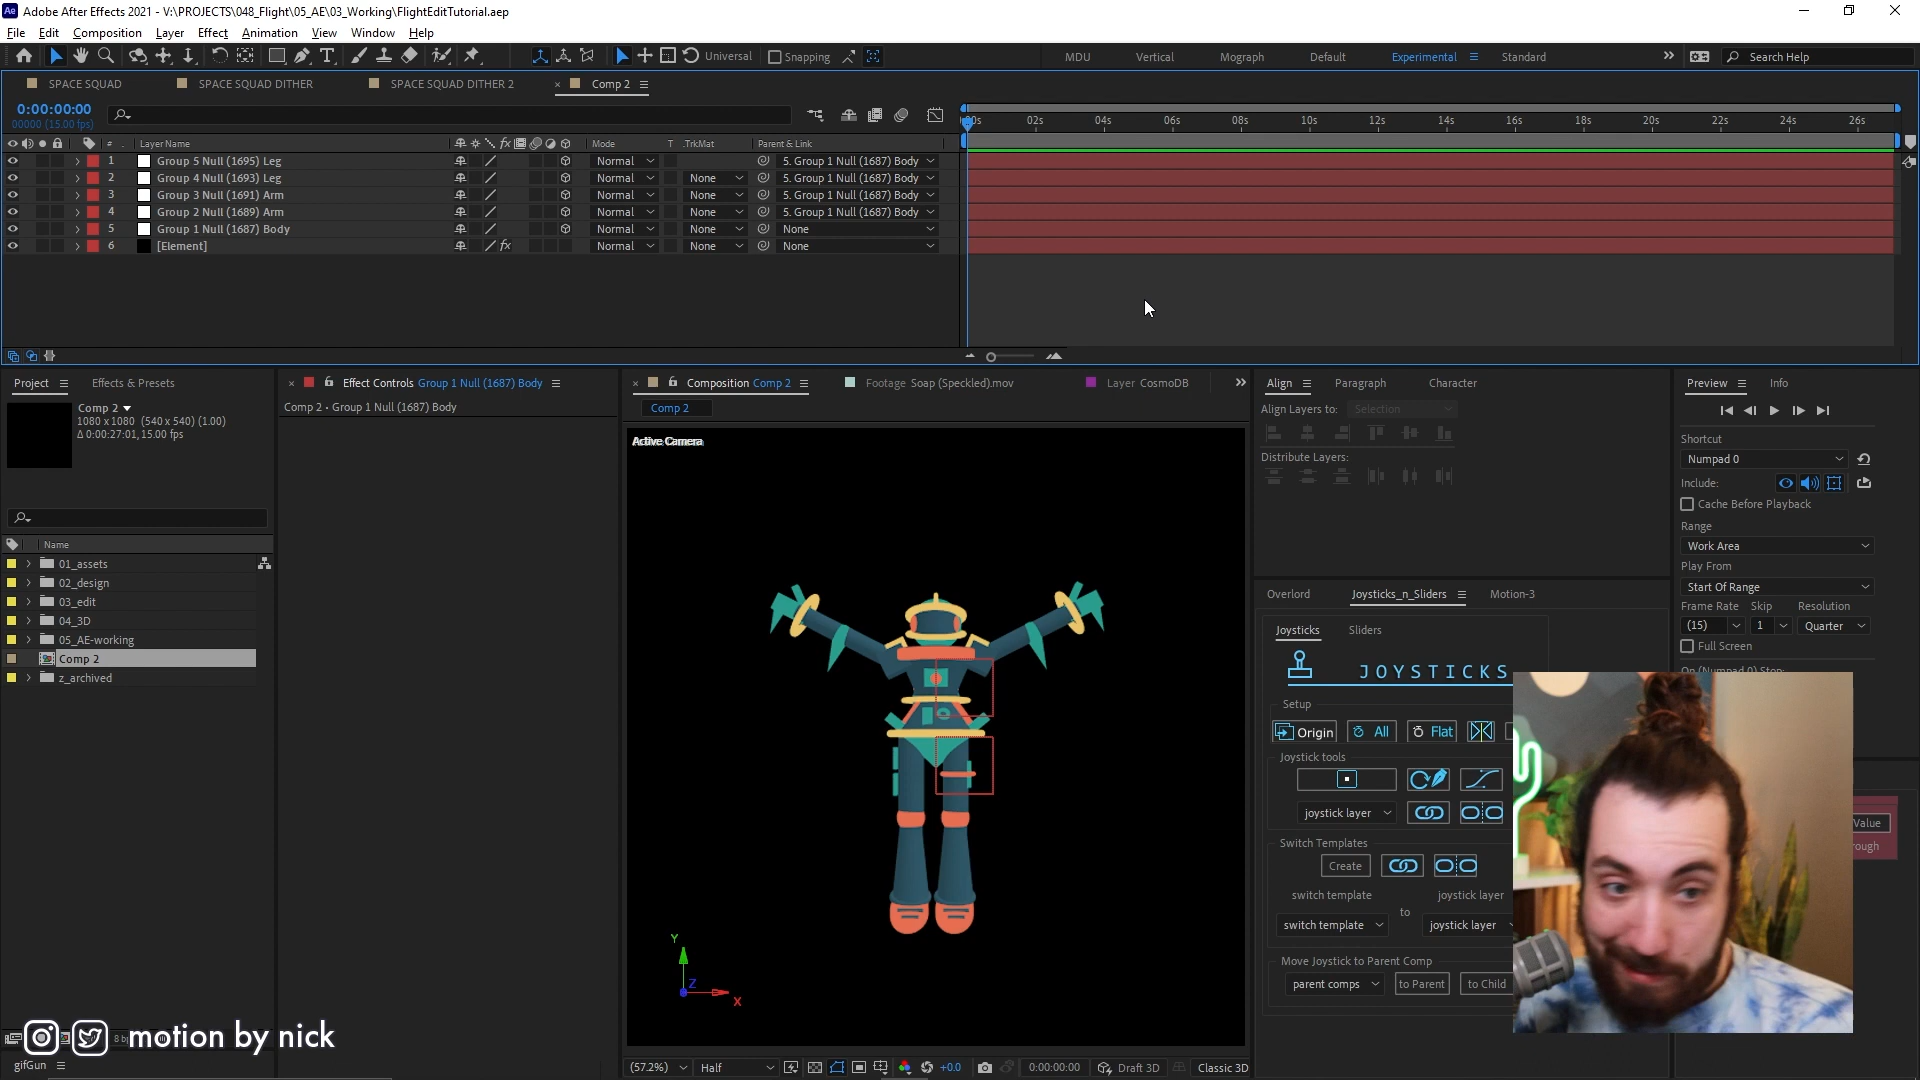 Adobe After Effects 2021 - V:\PROJECTS\048_Flight\05_AE\03_Working\FlightEditTutorial.aep
File Edit Composition Layer Effect Animation View Window Help
Universal Snapping MDU Vertical Mograph Default Experimental Standard Search Help
SPACE SQUAD SPACE SQUAD DITHER SPACE SQUAD DITHER 2 Comp 2
0:00:00:00
00000 (15.00 fps)
02s 04s 06s 08s 10s 12s 14s 16s 18s 20s 22s 24s 26s
# Layer Name Mode T .TrkMat Parent & Link
1 Group 5 Null (1695) Leg Normal 5. Group 1 Null (1687) Body
2 Group 4 Null (1693) Leg Normal None 5. Group 1 Null (1687) Body
3 Group 3 Null (1691) Arm Normal None 5. Group 1 Null (1687) Body
4 Group 2 Null (1689) Arm Normal None 5. Group 1 Null (1687) Body
5 Group 1 Null (1687) Body Normal None None
6 [Element] fx Normal None None
Project Effects & Presets
Comp 2
1080 x 1080 (540 x 540) (1.00)
Δ 0:00:27:01, 15.00 fps
Name
01_assets
02_design
03_edit
04_3D
05_AE-working
Comp 2
z_archived
motion by nick
gifGun
Effect Controls Group 1 Null (1687) Body
Comp 2 • Group 1 Null (1687) Body
Composition Comp 2 Footage Soap (Speckled).mov Layer CosmoDB
Comp 2
Active Camera
Y
Z
X
(57.2%) Half +0.0 0:00:00:00 Draft 3D Classic 3D
Align Paragraph Character
Align Layers to: Selection
Distribute Layers:
Overlord Joysticks_n_Sliders Motion-3
Joysticks Sliders
JOYSTICKS
Setup
Origin All Flat
Joystick tools
joystick layer
Switch Templates
Create
switch template joystick layer
switch template to joystick layer
Move Joystick to Parent Comp
parent comps to Parent to Child
Preview Info
Shortcut
Numpad 0
Include:
Cache Before Playback
Range
Work Area
Play From
Start Of Range
Frame Rate Skip Resolution
(15) 1 Quarter
Full Screen
On (Numpad 0) Stop:
Value
rough